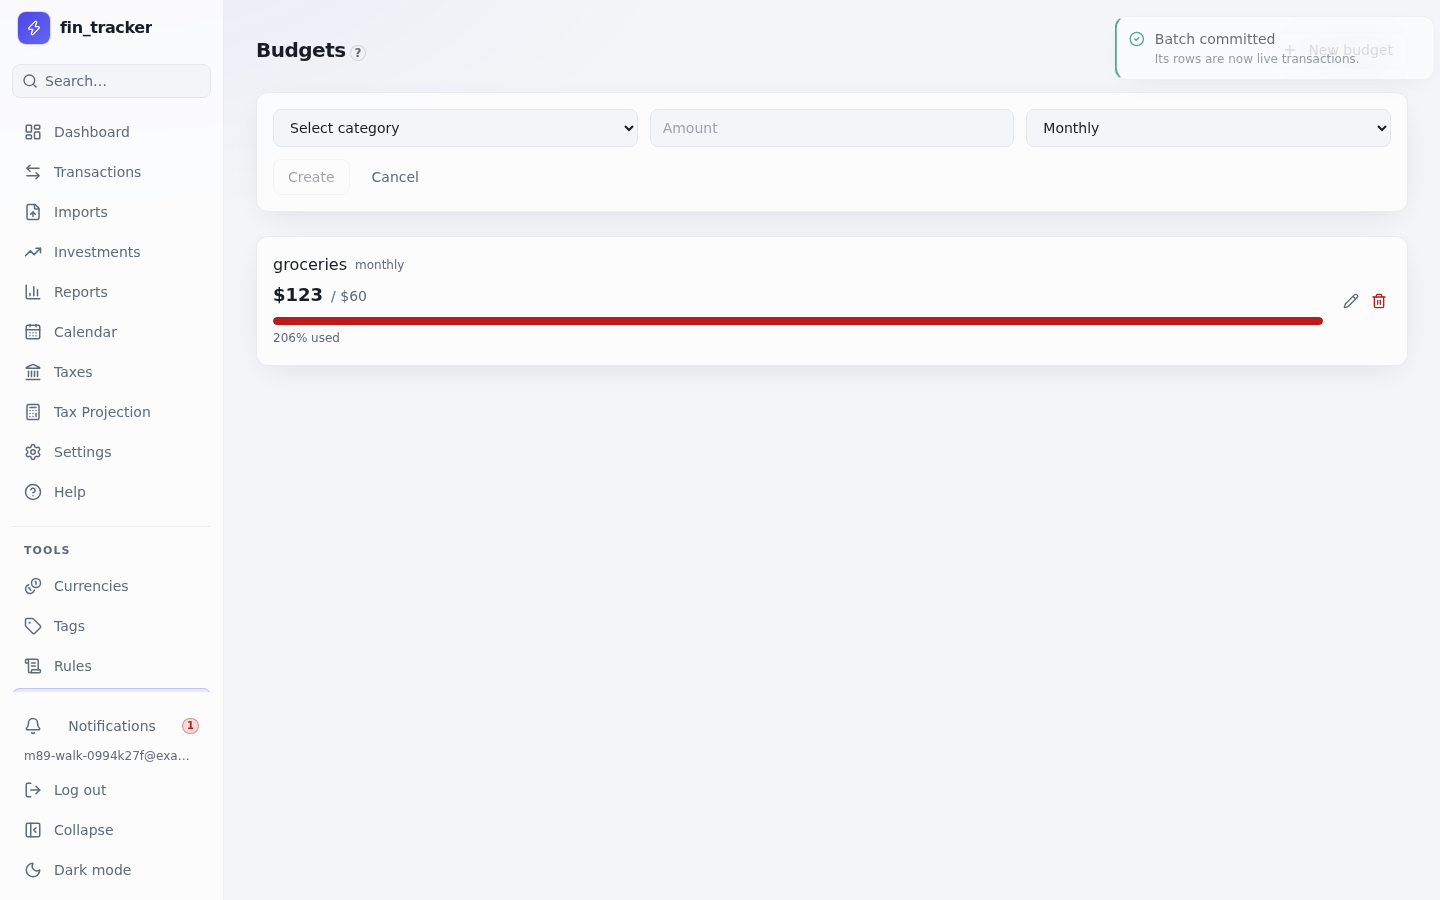 fin_tracker
Search...
Dashboard
Transactions
Imports
Investments
Reports
Calendar
Taxes
Tax Projection
Settings
Help
TOOLS
Currencies
Tags
Rules
Notifications 1
m89-walk-0994k27f@exa...
Log out
Collapse
Dark mode
Budgets ?
New budget
Batch committed
Its rows are now live transactions.
Select category
Amount
Monthly
Create
Cancel
groceries monthly
$123 / $60
206% used